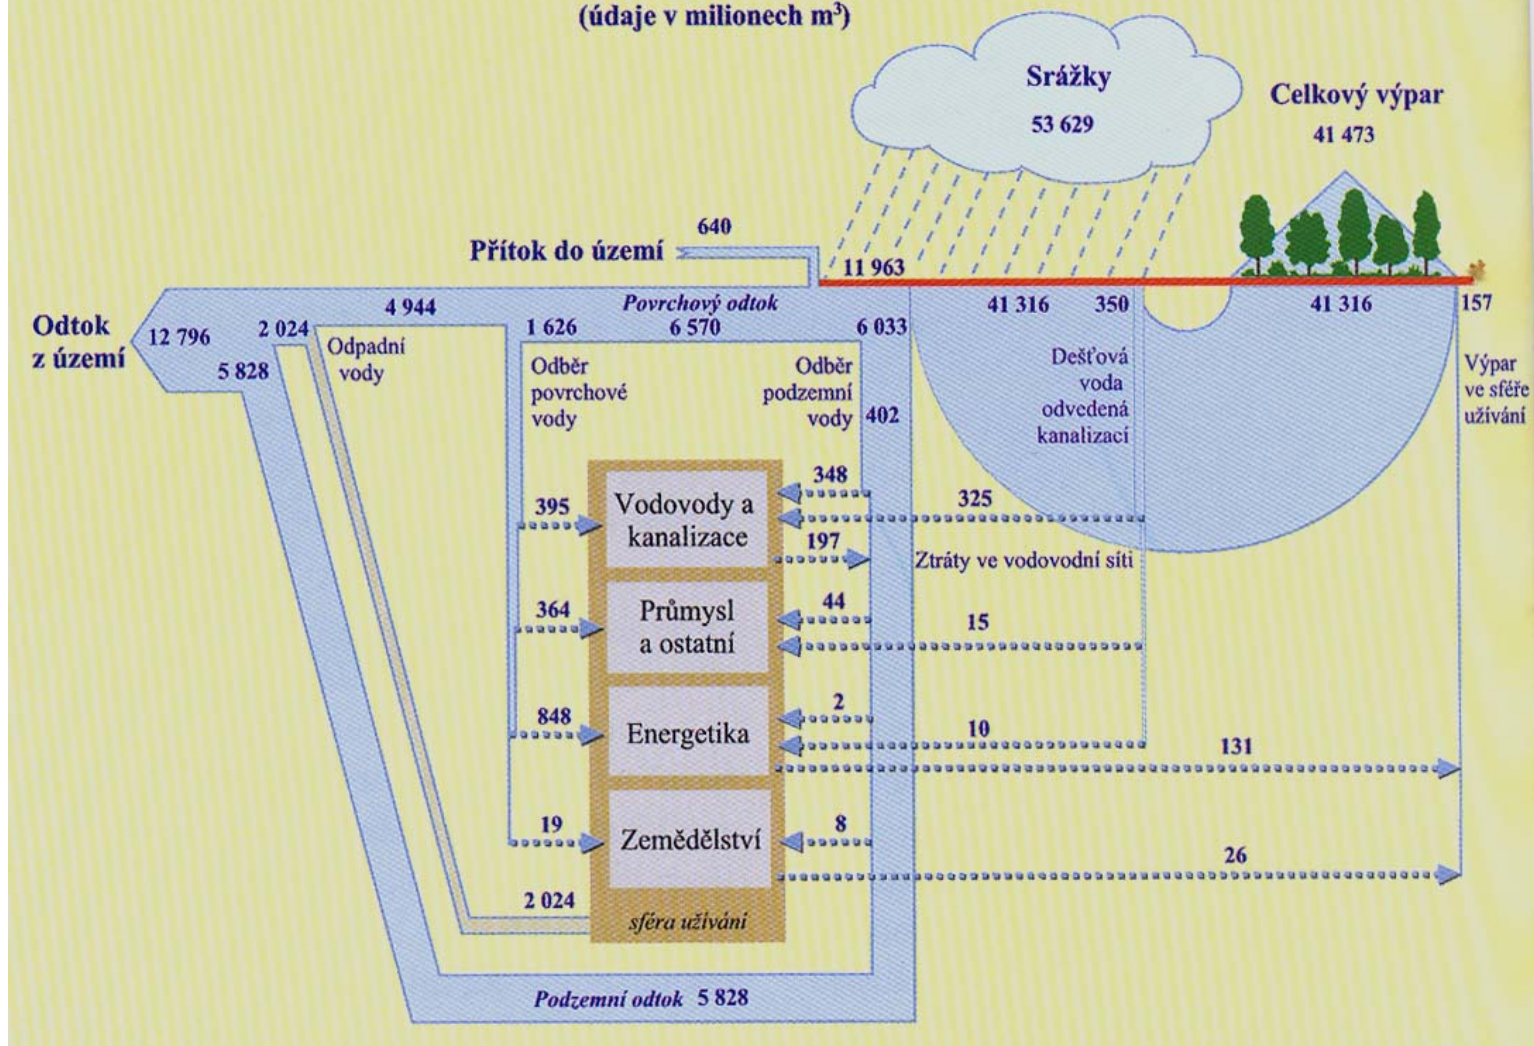 (údaje v milionech m³)
Srážky
53 629
Celkový výpar
41 473
640
Přítok do území
11 963
Povrchový odtok
41 316
350
41 316
157
Odtok
z území
12 796
4 944
2 024
5 828
1 626
6 570
6 033
Odpadní
vody
Odběr
povrchové
vody
Odběr
podzemní
vody
402
Dešťová
voda
odvedená
kanalizací
Výpar
ve sféře
užívání
395
Vodovody a
kanalizace
348
325
197
Ztráty ve vodovodní síti
364
Průmysl
a ostatní
44
15
848
Energetika
2
10
131
19
Zemědělství
8
26
2 024
sféra užívání
Podzemní odtok 5 828